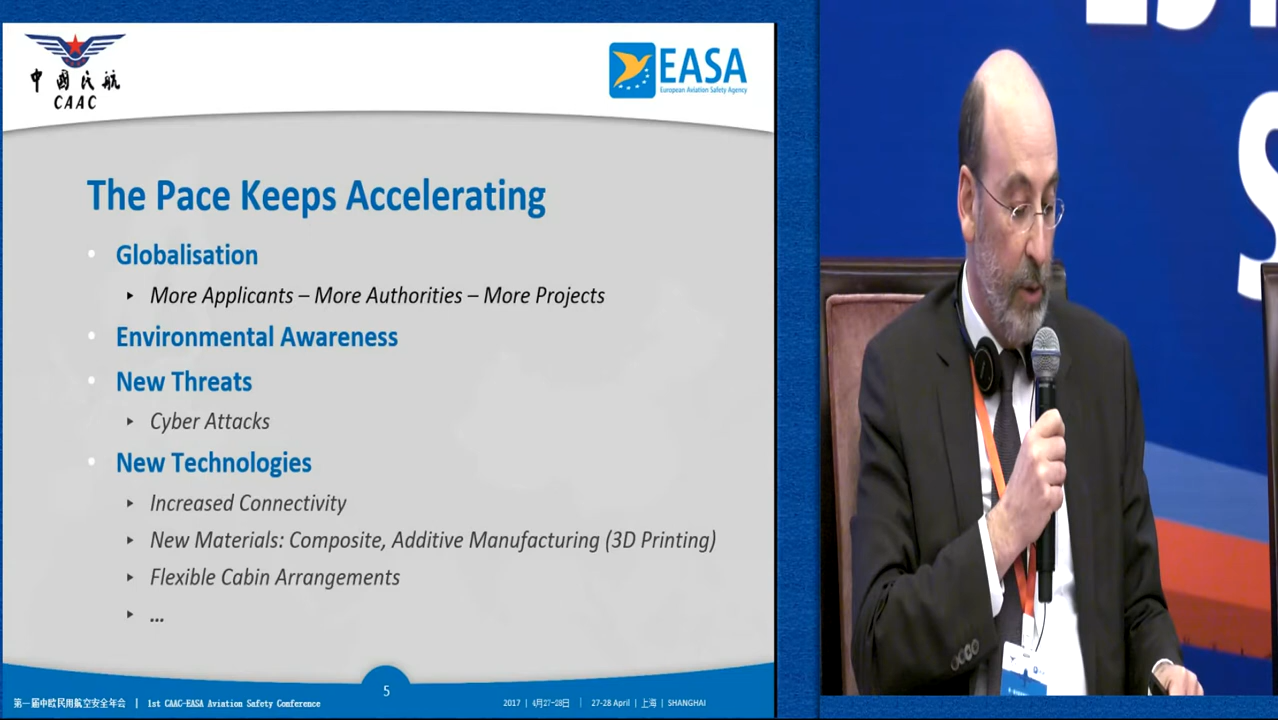 中國民航
CAAC
EASA
European Aviation Safety Agency
The Pace Keeps Accelerating
• Globalisation
‣ More Applicants – More Authorities – More Projects
• Environmental Awareness
• New Threats
‣ Cyber Attacks
• New Technologies
‣ Increased Connectivity
‣ New Materials: Composite, Additive Manufacturing (3D Printing)
‣ Flexible Cabin Arrangements
‣ ...
5
第一届中欧民用航空安全年会 | 1st CAAC-EASA Aviation Safety Conference
2017 | 4月27-28日 | 27-28 April | 上海 | SHANGHAI